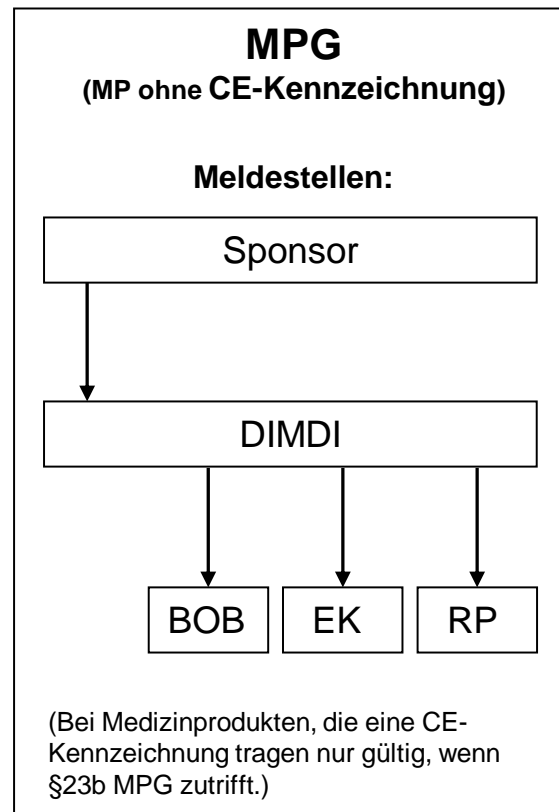 MPG
(MP ohne CE-Kennzeichnung)
Meldestellen:
Sponsor
DIMDI
BOB EK RP
(Bei Medizinprodukten, die eine CE-
Kennzeichnung tragen nur gültig, wenn
§23b MPG zutrifft.)